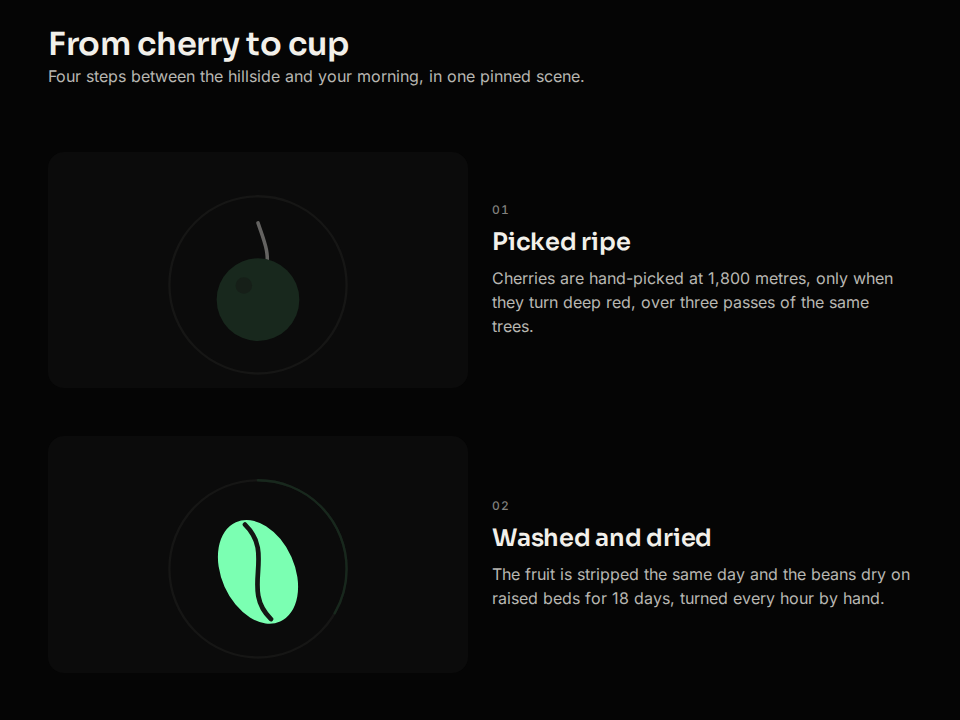 From cherry to cup
Four steps between the hillside and your morning, in one pinned scene.
01
Picked ripe
Cherries are hand-picked at 1,800 metres, only when
they turn deep red, over three passes of the same
trees.
02
Washed and dried
The fruit is stripped the same day and the beans dry on
raised beds for 18 days, turned every hour by hand.